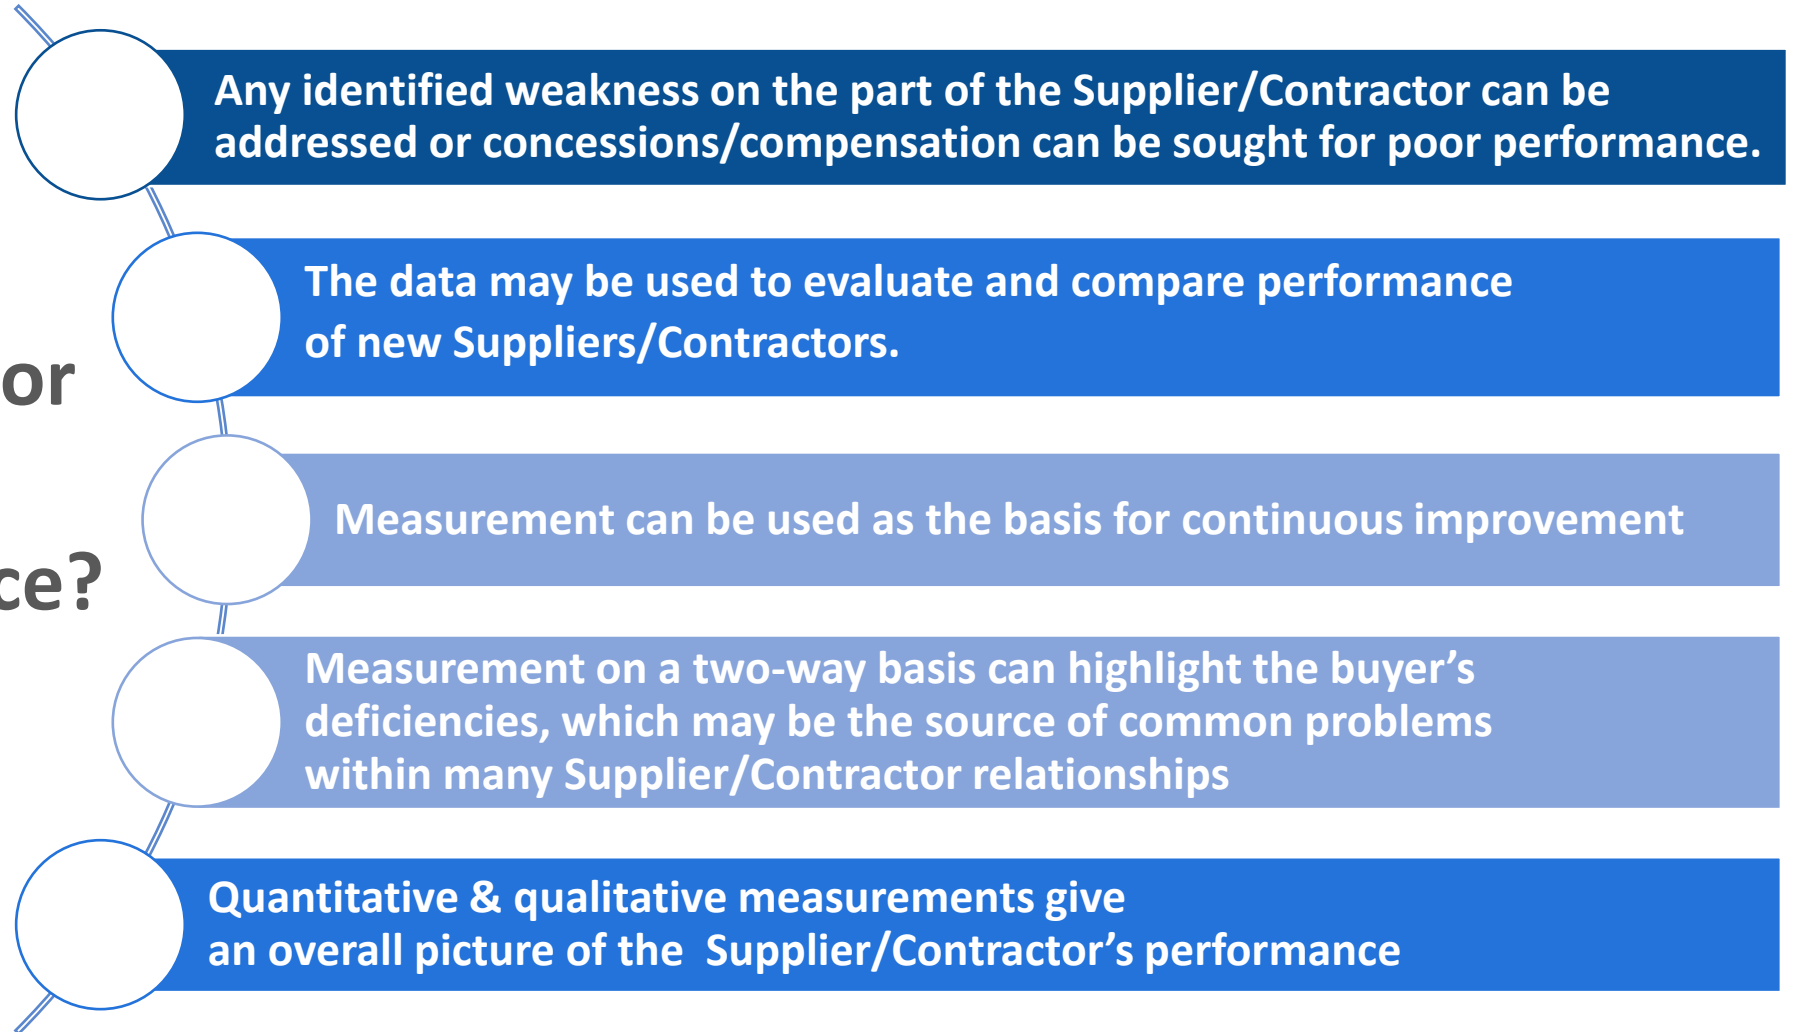 Any identified weakness on the part of the Supplier/Contractor can be
addressed or concessions/compensation can be sought for poor performance.
The data may be used to evaluate and compare performance
of new Suppliers/Contractors.
or
Measurement can be used as the basis for continuous improvement
ce?
Measurement on a two-way basis can highlight the buyer’s
deficiencies, which may be the source of common problems
within many Supplier/Contractor relationships
Quantitative & qualitative measurements give
an overall picture of the  Supplier/Contractor’s performance